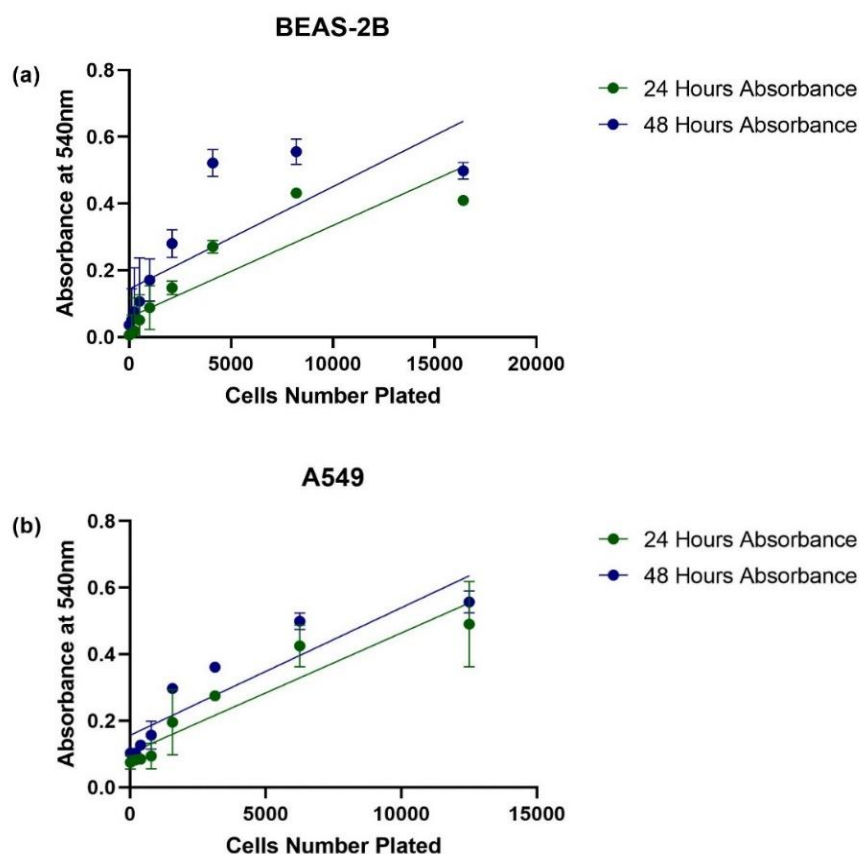 BEAS-2B
(a)
0.8
0.6
0.4
0.2
0.0
Absorbance at 540nm
0
5000
10000
15000
20000
Cells Number Plated
24 Hours Absorbance
48 Hours Absorbance
A549
(b)
0.8
0.6
0.4
0.2
0.0
Absorbance at 540nm
0
5000
10000
15000
Cells Number Plated
24 Hours Absorbance
48 Hours Absorbance